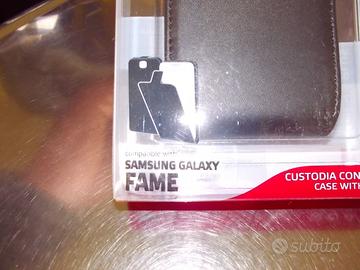 compatible with
SAMSUNG GALAXY
FAME
CUSTODIA CON
CASE WITH
subito